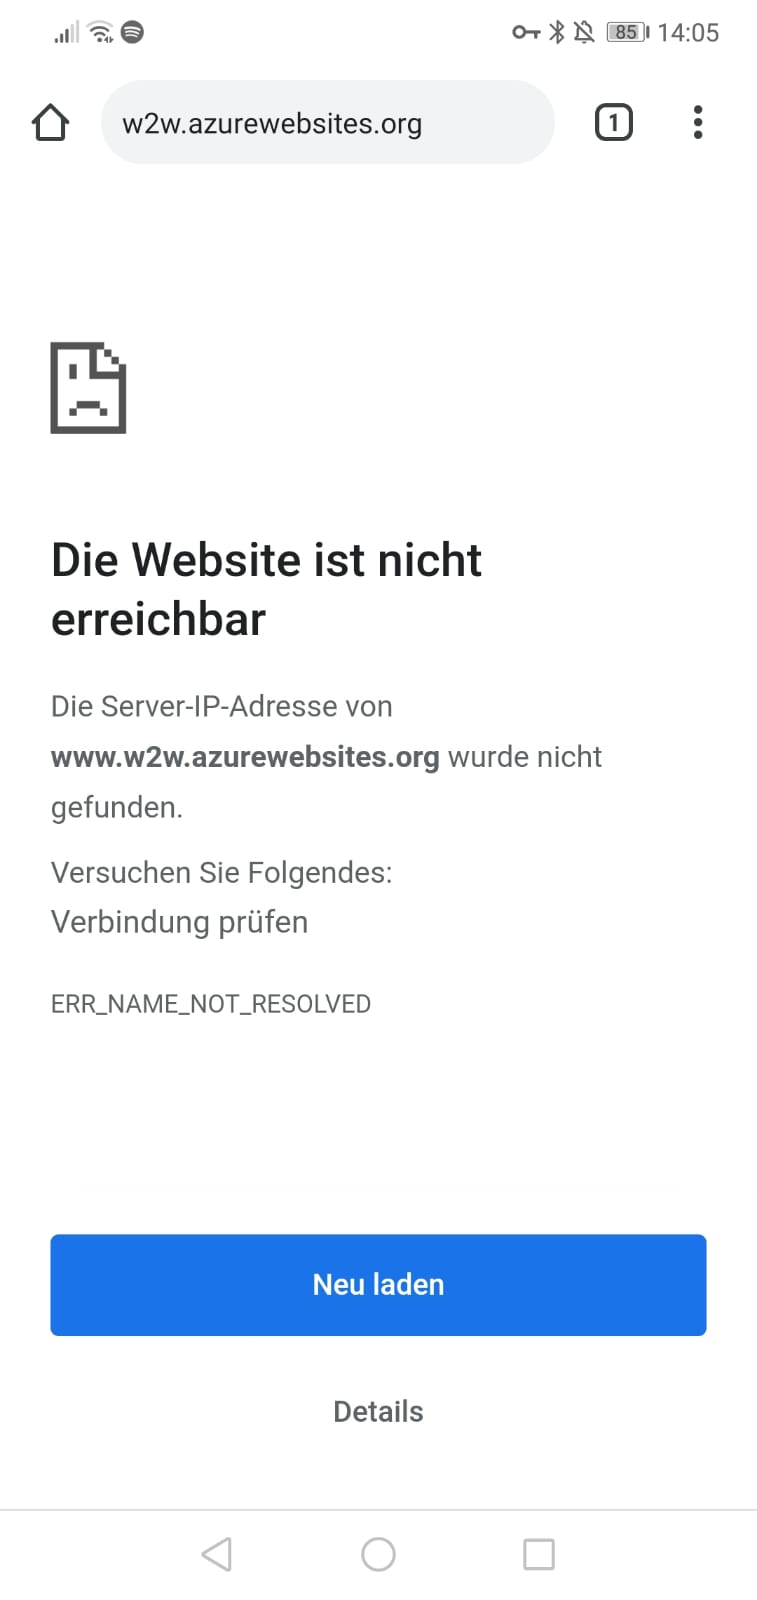 85 14:05
w2w.azurewebsites.org 1
Die Website ist nicht
erreichbar
Die Server-IP-Adresse von
www.w2w.azurewebsites.org wurde nicht
gefunden.
Versuchen Sie Folgendes:
Verbindung prüfen
ERR_NAME_NOT_RESOLVED
Neu laden
Details